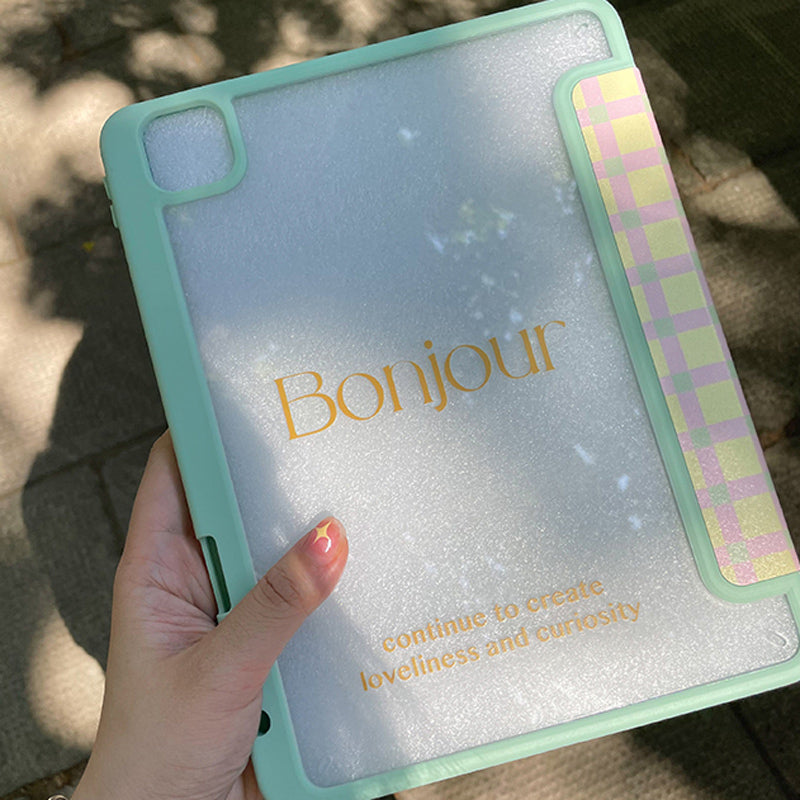 Bonjour
continue to create
loveliness and curiosity